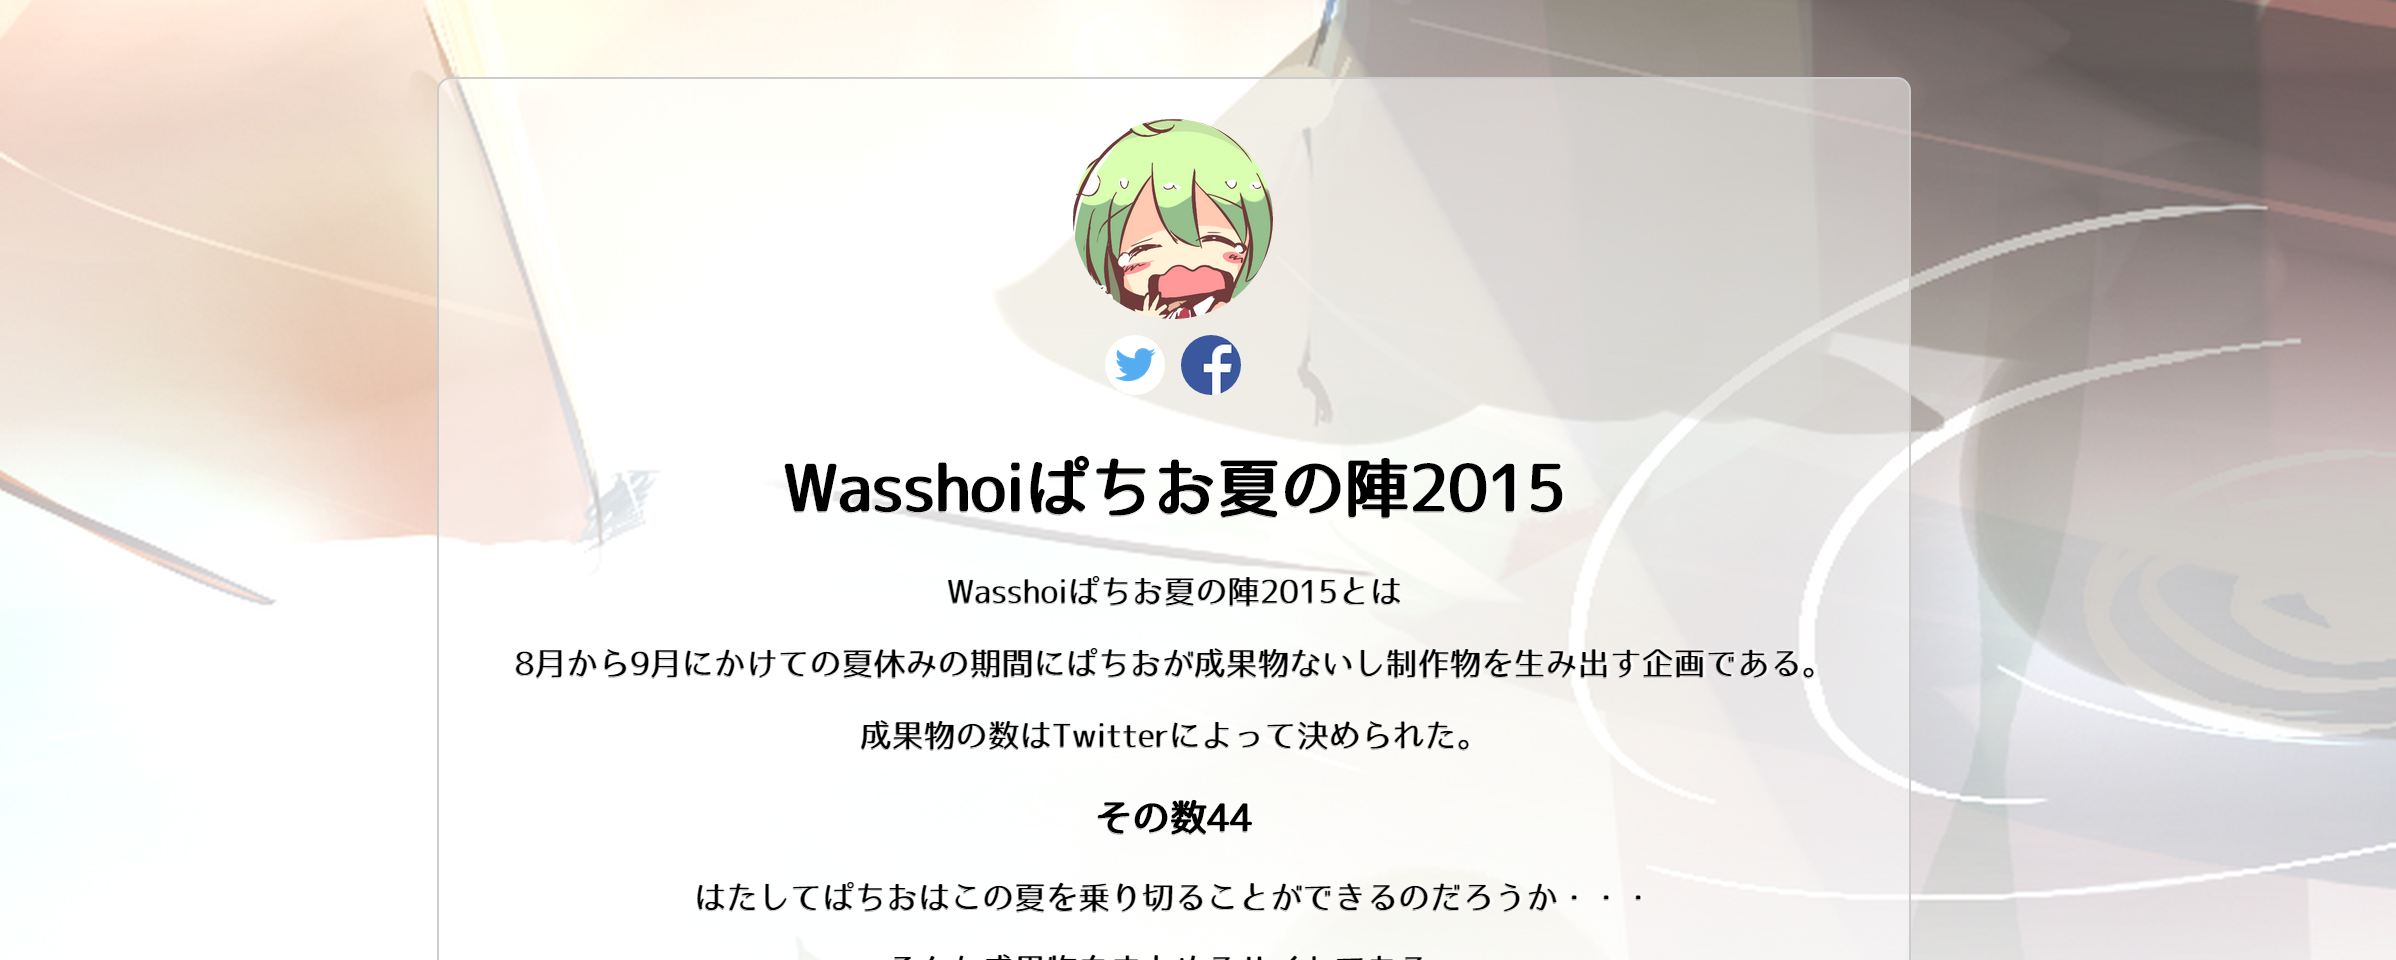 Wasshoiぱちお夏の陣2015
Wasshoiぱちお夏の陣2015とは
8月から9月にかけての夏休みの期間にぱちおが成果物ないし制作物を生み出す企画である。
成果物の数はTwitterによって決められた。
その数44
はたしてぱちおはこの夏を乗り切ることができるのだろうか・・・